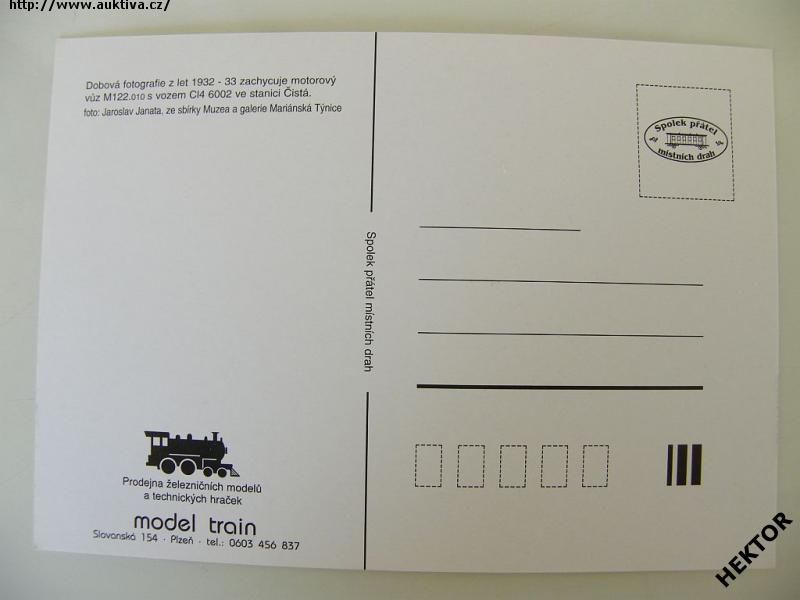 http://www.auktiva.cz/
Dobová fotografie z let 1932 - 33 zachycuje motorový
vůz M122.010 s vozem Cl4 6002 ve stanici Čistá.
foto: Jaroslav Janata, ze sbírky Muzea a galerie Mariánská Týnice
Spolek přátel
místních drah
Spolek přátel místních drah
Prodejna železničních modelů
a technických hraček
model train
Slovanská 154 · Plzeň · tel.: 0603 456 837
HEKTOR